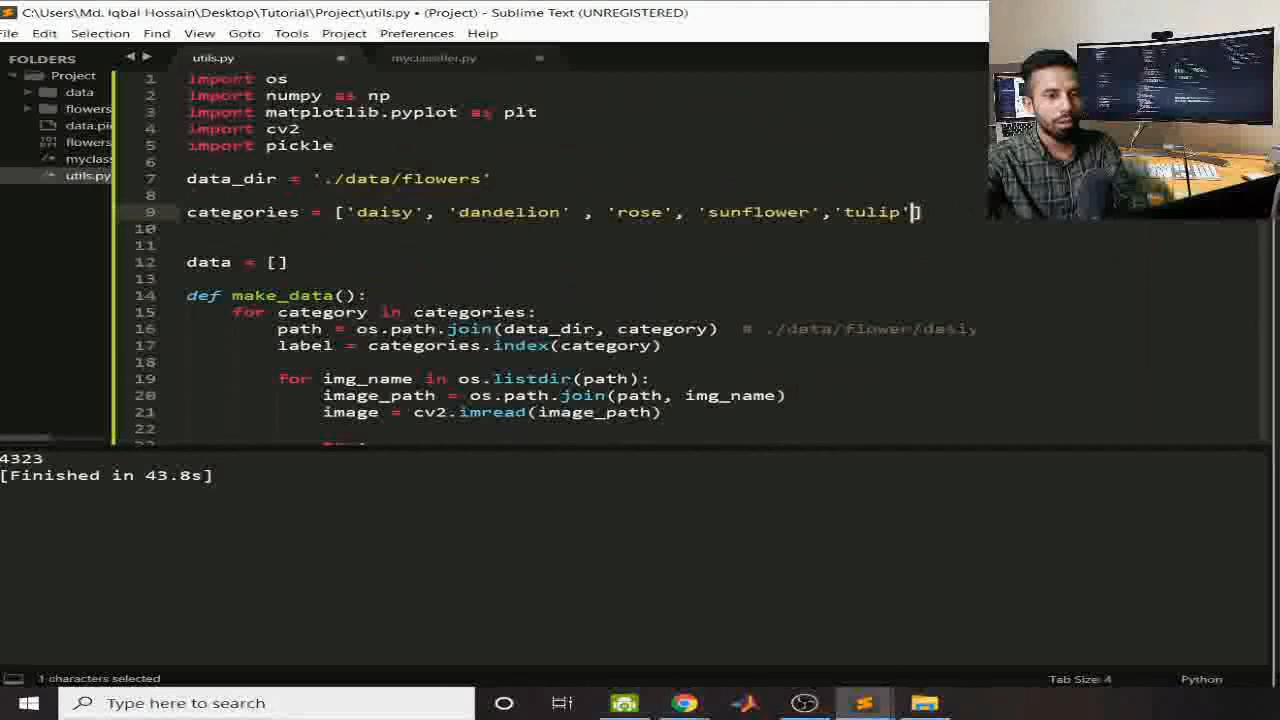 C:\Users\Md. Iqbal Hossain\Desktop\Tutorial\Project\utils.py • (Project) - Sublime Text (UNREGISTERED)
File Edit Selection Find View Goto Tools Project Preferences Help
FOLDERS
Project
data
flowers
data.pic
flowers
myclass
utils.py
utils.py myclassifier.py
1 import os
2 import numpy as np
3 import matplotlib.pyplot as plt
4 import cv2
5 import pickle
6
7 data_dir = './data/flowers'
8
9 categories = ['daisy', 'dandelion' , 'rose', 'sunflower','tulip']
10
11
12 data = []
13
14 def make_data():
15 for category in categories:
16 path = os.path.join(data_dir, category) # ./data/flower/dasiy
17 label = categories.index(category)
18
19 for img_name in os.listdir(path):
20 image_path = os.path.join(path, img_name)
21 image = cv2.imread(image_path)
22
4323
[Finished in 43.8s]
1 characters selected Tab Size: 4 Python
Type here to search